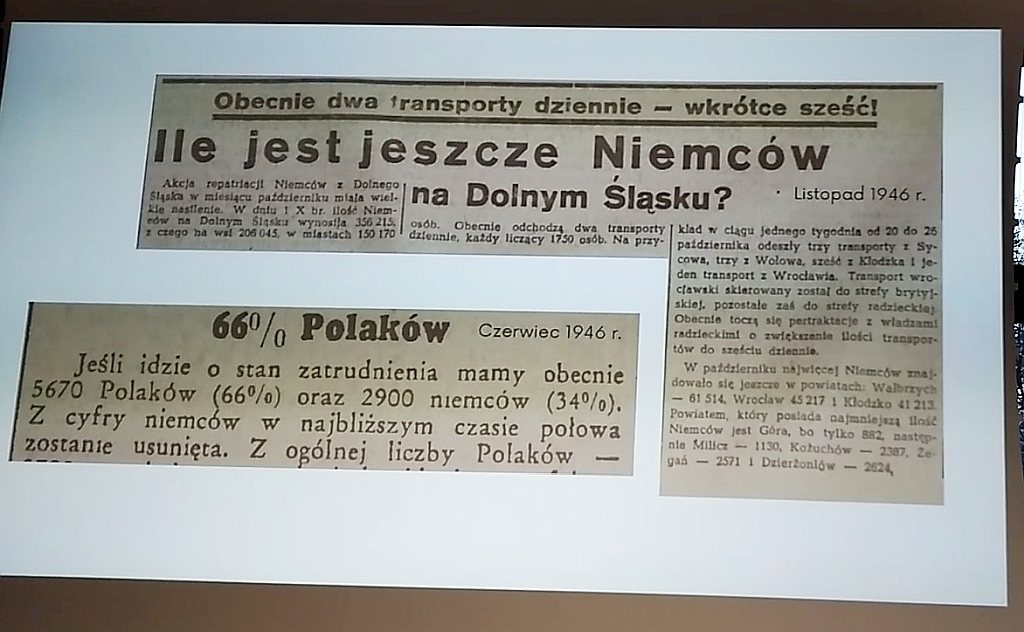 Obecnie dwa transporty dziennie — wkrótce sześć!
Ile jest jeszcze Niemców
na Dolnym Śląsku?
Listopad 1946 r.
Akcja repatriacji Niemców z Dolnego
Śląska w miesiącu październiku miała wiel-
kie nasilenie. W dniu 1 X br. ilość Niem-
ców na Dolnym Śląsku wynosiła 356 215,
z czego na wsi 206 045, w miastach 150 170
osób. Obecnie odchodzą dwa transporty
dziennie, każdy liczący 1750 osób. Na przy-
kład w ciągu jednego tygodnia od 20 do 26
października odeszły trzy transporty z Sy-
cowa, trzy z Wołowa, sześć z Kłodzka i je-
den transport z Wrocławia. Transport wro-
cławski skierowany został do strefy brytyj-
skiej, pozostałe zaś do strefy radzieckiej.
Obecnie toczą się pertraktacje z władzami
radzieckimi o zwiększenie ilości transpor-
tów do sześciu dziennie.
W październiku najwięcej Niemców znaj-
dowało się jeszcze w powiatach: Wałbrzych
— 61 514, Wrocław 45 217 i Kłodzko 41 213.
Powiatem, który posiada najmniejszą ilość
Niemców jest Góra, bo tylko 882, następ-
nie Milicz — 1130, Kożuchów — 2387, Że-
gań — 2571 i Dzierżoniów — 2624,
66% Polaków
Czerwiec 1946 r.
Jeśli idzie o stan zatrudnienia mamy obecnie
5670 Polaków (66%) oraz 2900 niemców (34%).
Z cyfry niemców w najbliższym czasie połowa
zostanie usunięta. Z ogólnej liczby Polaków —